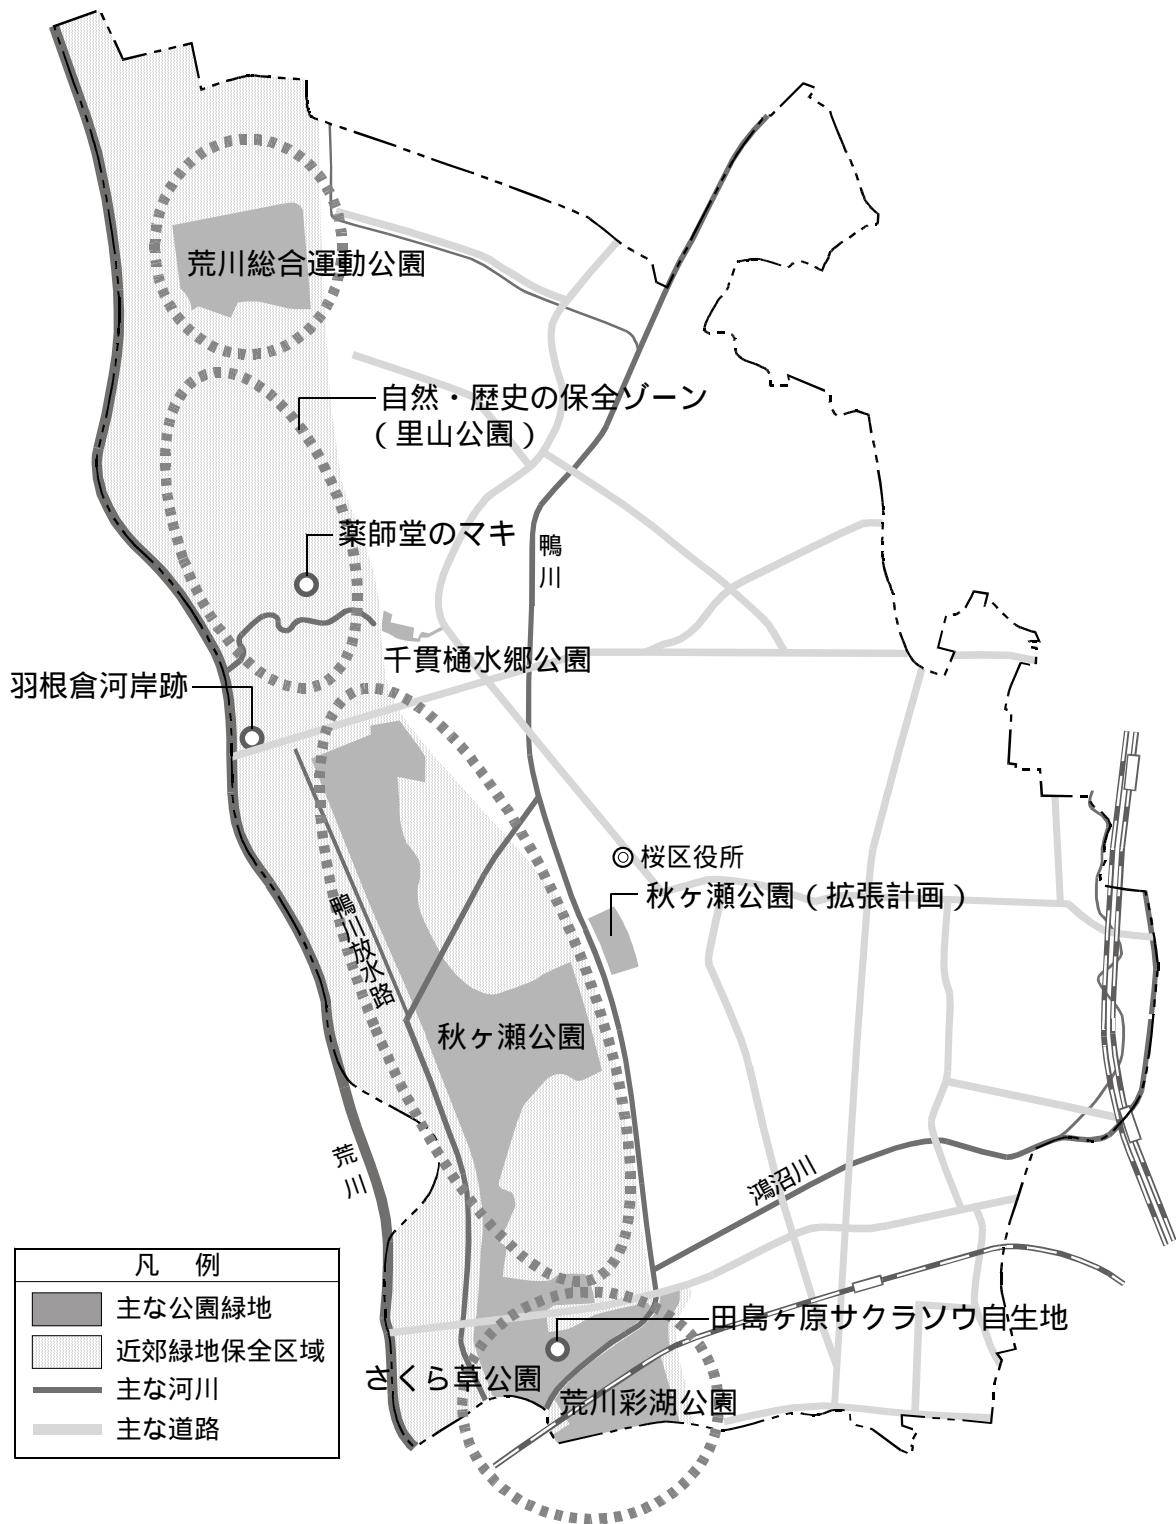 荒川総合運動公園
自然・歴史の保全ゾーン
(里山公園)
薬師堂のマキ
鴨川
千貫樋水郷公園
羽根倉河岸跡
桜区役所
秋ヶ瀬公園(拡張計画)
鴨川放水路
秋ヶ瀬公園
荒川
鴻沼川
田島ヶ原サクラソウ自生地
さくら草公園
荒川彩湖公園
凡 例
主な公園緑地
近郊緑地保全区域
主な河川
主な道路